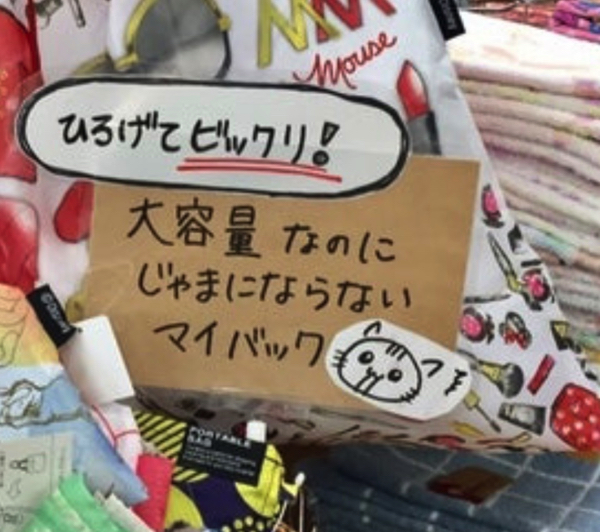 MM
Mouse
ひろげてビックリ!
大容量なのに
じゃまにならない
マイバック
PORTABLE
BAG